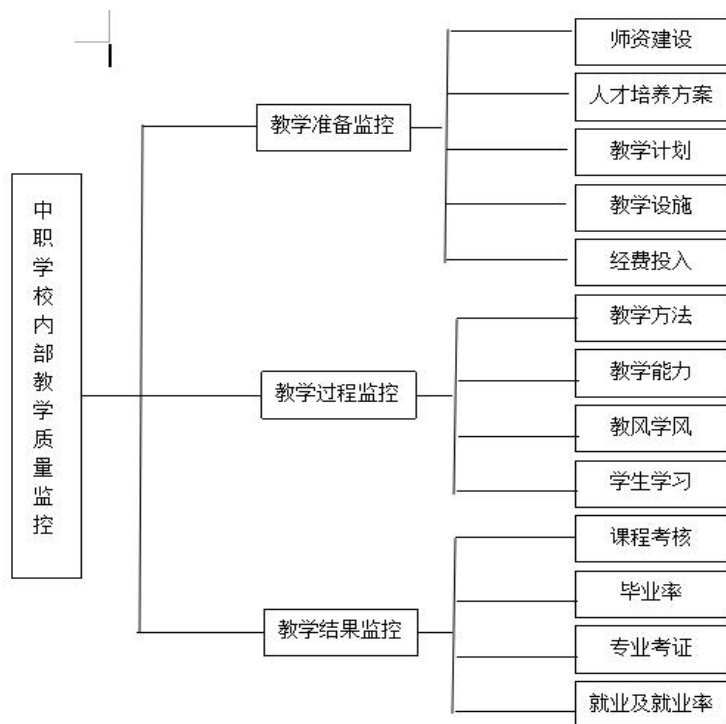 中职学校内部教学质量监控
教学准备监控
师资建设
人才培养方案
教学计划
教学设施
经费投入
教学过程监控
教学方法
教学能力
教风学风
学生学习
教学结果监控
课程考核
毕业率
专业考证
就业及就业率